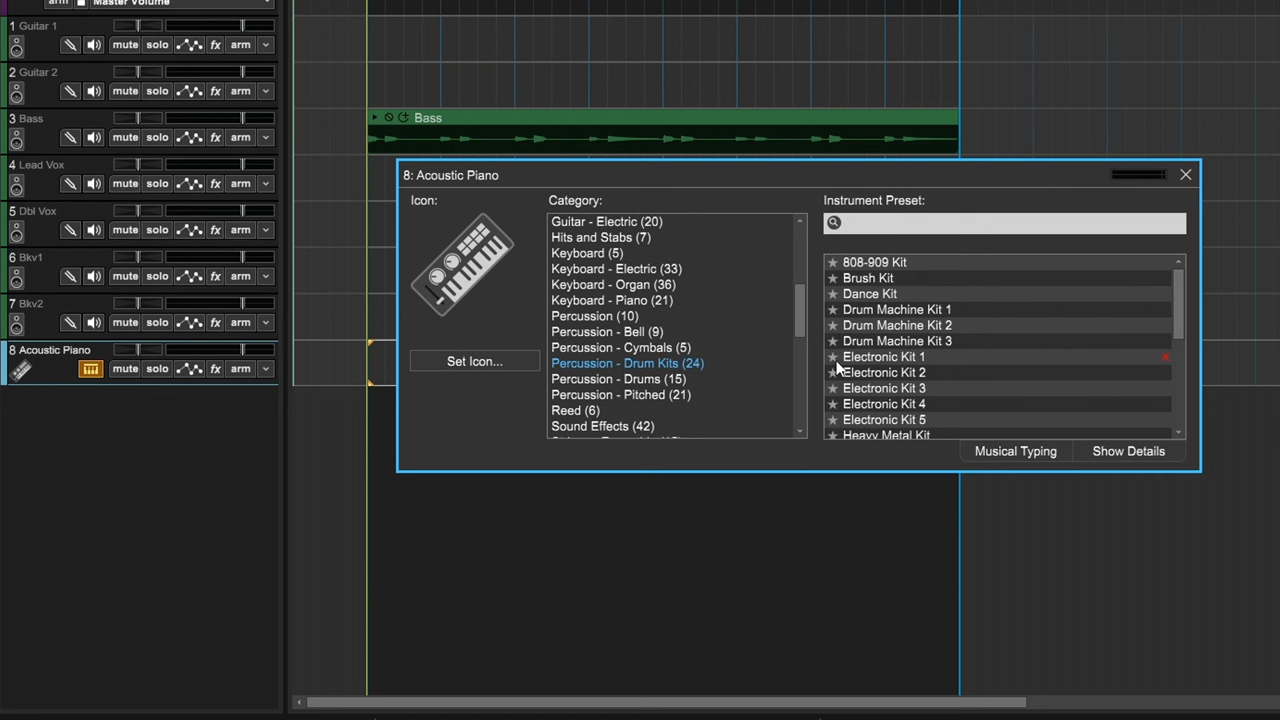 arm Master Volume
1 Guitar 1
mute solo fx arm
2 Guitar 2
mute solo fx arm
3 Bass
mute solo fx arm
4 Lead Vox
mute solo fx arm
5 Dbl Vox
mute solo fx arm
6 Bkv1
mute solo fx arm
7 Bkv2
mute solo fx arm
8 Acoustic Piano
mute solo fx arm
Bass
8: Acoustic Piano
Icon:
Set Icon...
Category:
Guitar - Electric (20)
Hits and Stabs (7)
Keyboard (5)
Keyboard - Electric (33)
Keyboard - Organ (36)
Keyboard - Piano (21)
Percussion (10)
Percussion - Bell (9)
Percussion - Cymbals (5)
Percussion - Drum Kits (24)
Percussion - Drums (15)
Percussion - Pitched (21)
Reed (6)
Sound Effects (42)
Instrument Preset:
808-909 Kit
Brush Kit
Dance Kit
Drum Machine Kit 1
Drum Machine Kit 2
Drum Machine Kit 3
Electronic Kit 1
Electronic Kit 2
Electronic Kit 3
Electronic Kit 4
Electronic Kit 5
Heavy Metal Kit
Musical Typing
Show Details